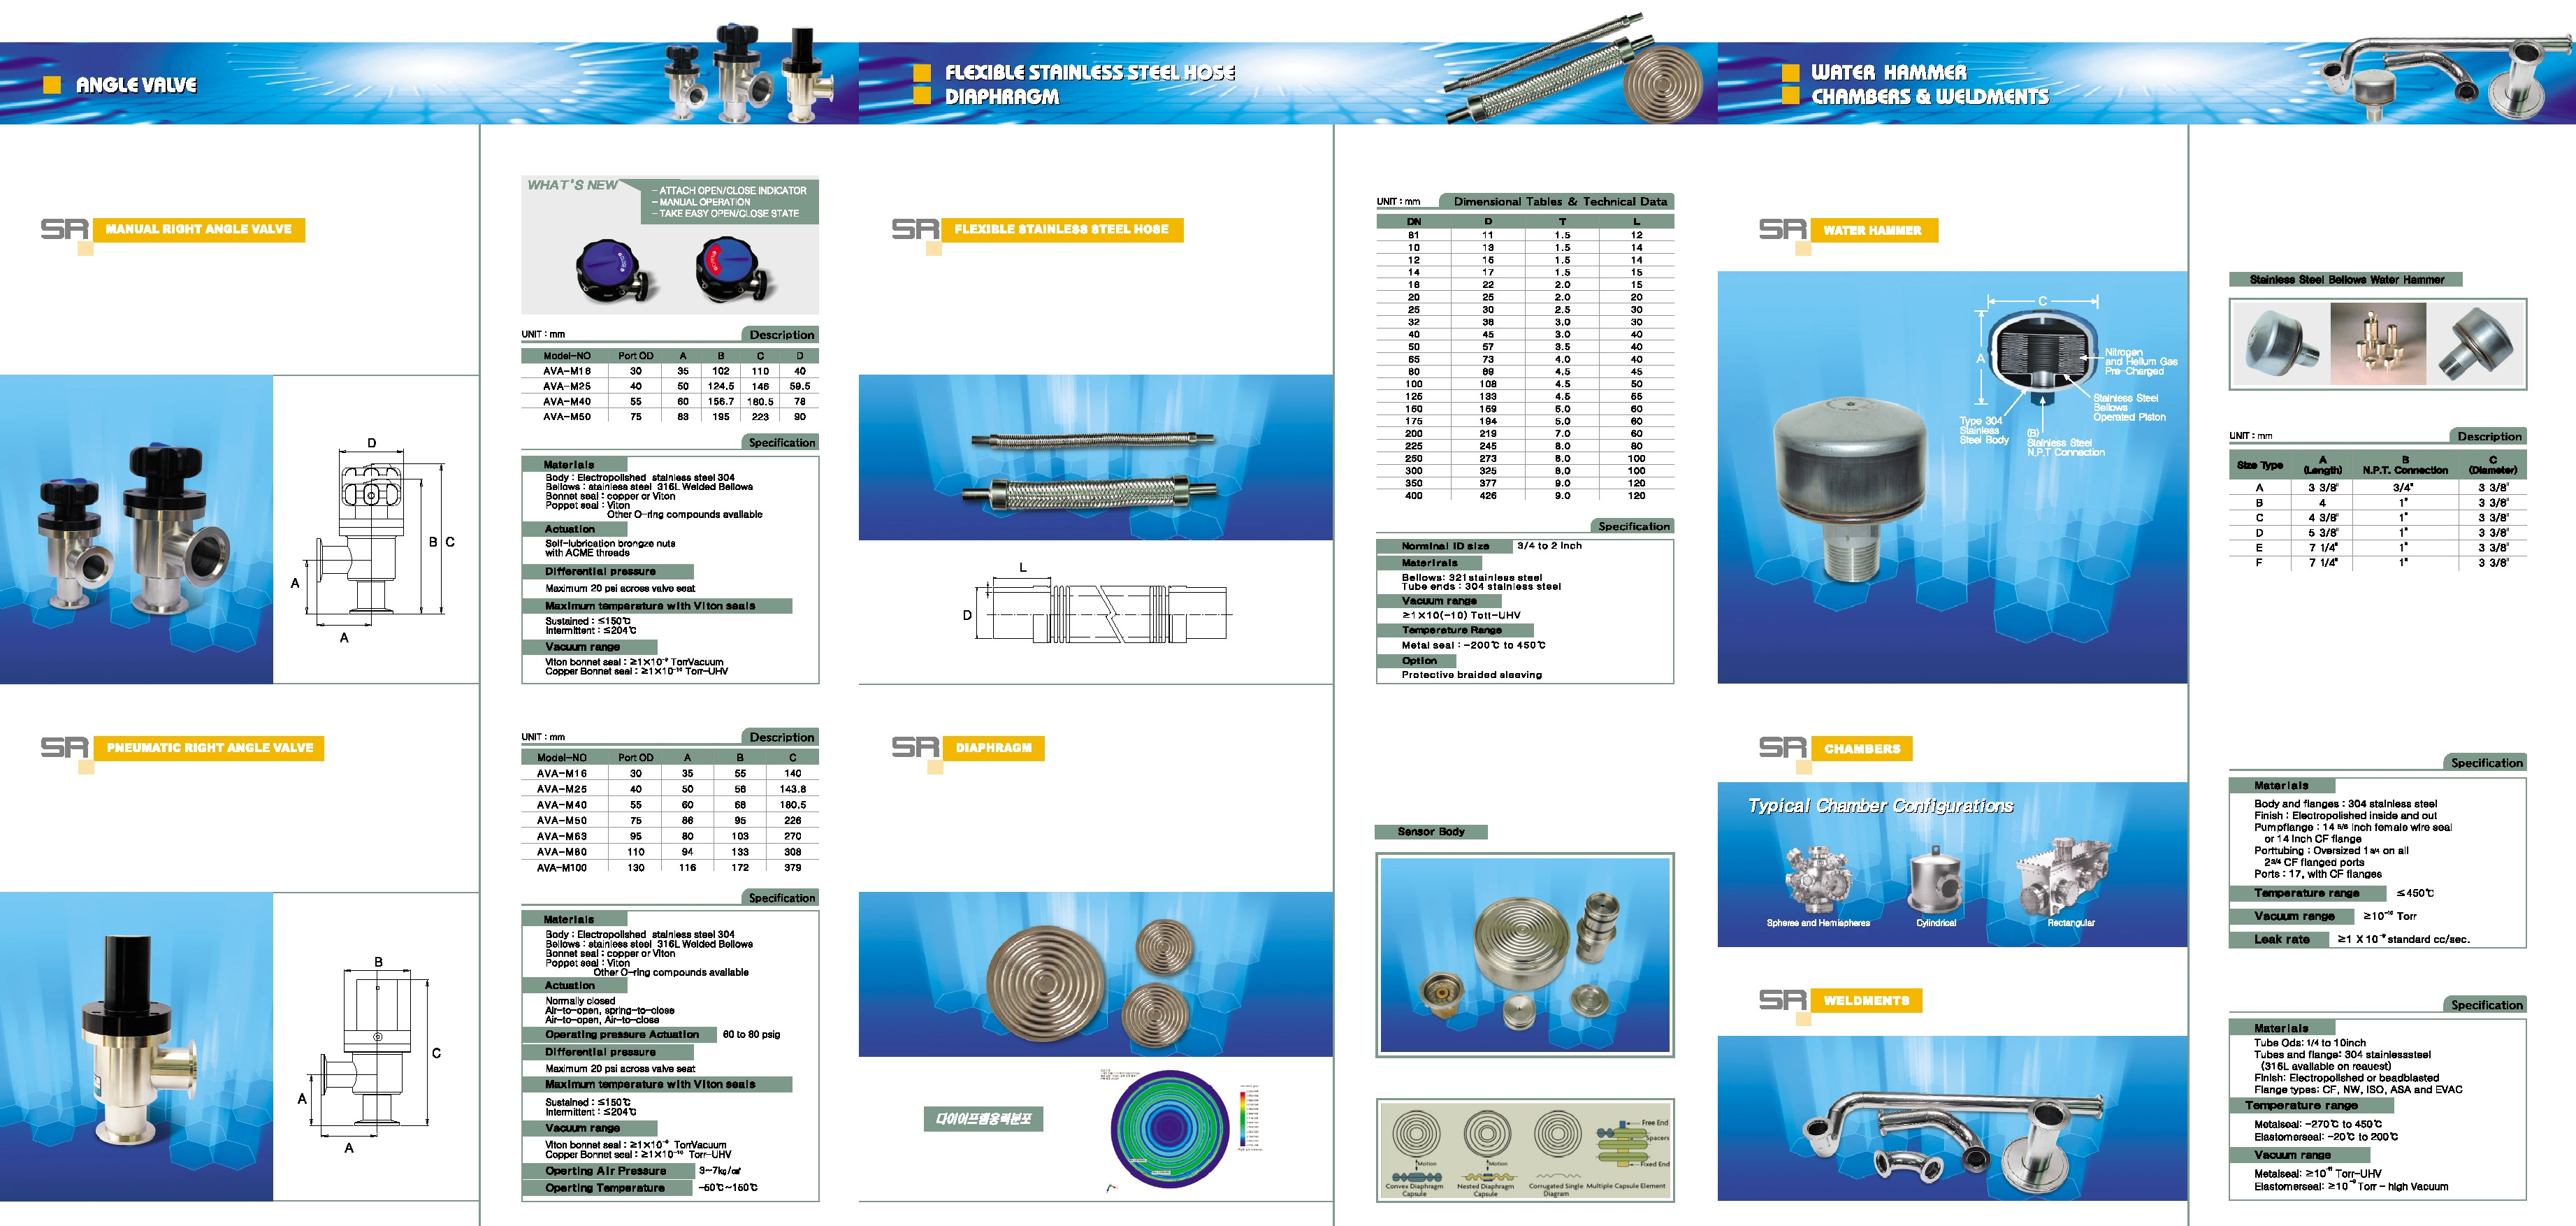 ANGLE VALVE
SR MANUAL RIGHT ANGLE VALVE
D
B C
A
A
WHAT'S NEW
- ATTACH OPEN/CLOSE INDICATOR
- MANUAL OPERATION
- TAKE EASY OPEN/CLOSE STATE
UNIT : mm Description
Model-NO Port OD A B C D
AVA-M16 30 35 102 110 40
AVA-M25 40 50 124.5 146 59.5
AVA-M40 55 60 156.7 180.5 78
AVA-M50 75 83 195 223 90
Specification
Materials
Body : Electropolished stainless steel 304
Bellows : stainless steel 316L Welded Bellows
Bonnet seal : copper or Viton
Poppet seal : Viton
Other O-ring compounds available
Actuation
Self-lubrication brongze nuts
with ACME threads
Differential pressure
Maximum 20 psi across valve seat
Maximum temperature with Viton seals
Sustained : ≤150℃
Intermittent : ≤204℃
Vacuum range
Viton bonnet seal : ≥1×10⁻⁹ TorrVacuum
Copper Bonnet seal : ≥1×10⁻¹⁰ Torr-UHV
SR PNEUMATIC RIGHT ANGLE VALVE
B
C
A
A
UNIT : mm Description
Model-NO Port OD A B C
AVA-M16 30 35 55 140
AVA-M25 40 50 56 143.8
AVA-M40 55 60 68 180.5
AVA-M50 75 86 95 226
AVA-M63 95 80 103 270
AVA-M80 110 94 133 308
AVA-M100 130 116 172 379
Specification
Materials
Body : Electropolished stainless steel 304
Bellows : stainless steel 316L Welded Bellows
Bonnet seal : copper or Viton
Poppet seal : Viton
Other O-ring compounds available
Actuation
Normally closed
Air-to-open, spring-to-close
Air-to-open, Air-to-close
Operating pressure Actuation 60 to 80 psig
Differential pressure
Maximum 20 psi across valve seat
Maximum temperature with Viton seals
Sustained : ≤150℃
Intermittent : ≤204℃
Vacuum range
Viton bonnet seal : ≥1×10⁻⁹ TorrVacuum
Copper Bonnet seal : ≥1×10⁻¹⁰ Torr-UHV
Operting Air Pressure 3~7kg/㎠
Operting Temperature -50℃~150℃
FLEXIBLE STAINLESS STEEL HOSE
DIAPHRAGM
SR FLEXIBLE STAINLESS STEEL HOSE
L
D
UNIT : mm Dimensional Tables & Technical Data
DN D T L
81 11 1.5 12
10 13 1.5 14
12 15 1.5 14
14 17 1.5 15
16 22 2.0 15
20 25 2.0 20
25 30 2.5 30
32 38 3.0 30
40 45 3.0 40
50 57 3.5 40
65 73 4.0 40
80 89 4.5 45
100 108 4.5 50
125 133 4.5 55
150 159 5.0 60
175 194 5.0 60
200 219 7.0 60
225 245 8.0 80
250 273 8.0 100
300 325 8.0 100
350 377 9.0 120
400 426 9.0 120
Specification
Norminal ID size 3/4 to 2 Inch
Materirals
Bellows: 321 stainless steel
Tube ends : 304 stainless steel
Vacuum range
≥1×10(-10) Tott-UHV
Temperature Range
Metal seal : -200℃ to 450℃
Option
Protective braided sleeving
SR DIAPHRAGM
다이어프램응력분포
Sensor Body
Motion
Convex Diaphragm
Capsule
Motion
Nested Diaphragm
Capsule
Corrugated Single
Diagram
Free End
Spacers
Fixed End
Multiple Capsule Element
WATER HAMMER
CHAMBERS & WELDMENTS
SR WATER HAMMER
C
A
Nitrogen
and Helium Gas
Pre-Charged
Stainless Steel
Bellows
Operated Piston
Type 304
Stainless
Steel Body
(B)
Stainless Steel
N.P.T Connection
Stainless Steel Bellows Water Hammer
UNIT : mm Description
Size Type A (Length) B N.P.T. Connection C (Diameter)
A 3 3/8" 3/4" 3 3/8"
B 4 1" 3 3/8"
C 4 3/8" 1" 3 3/8"
D 5 3/8" 1" 3 3/8"
E 7 1/4" 1" 3 3/8"
F 7 1/4" 1" 3 3/8"
SR CHAMBERS
Typical Chamber Configurations
Spheres and Hemispheres
Cylindrical
Rectangular
Specification
Materials
Body and flanges : 304 stainless steel
Finish : Electropolished inside and out
Pumpflange : 14 5/8 Inch female wire seal
or 14 Inch CF flange
Porttubing : Oversized 1 3/4 on all
2 3/4 CF flanged ports
Ports : 17, with CF flanges
Temperature range ≤450℃
Vacuum range ≥10⁻¹⁰ Torr
Leak rate ≥1 X 10⁻⁹ standard cc/sec.
SR WELDMENTS
Specification
Materials
Tube Ods: 1/4 to 10inch
Tubes and flange: 304 stainlesssteel
(316L available on reauest)
Finish: Electropolished or beadblasted
Flange types: CF, NW, ISO, ASA and EVAC
Temperature range
Metalseal: -270℃ to 450℃
Elastomerseal: -20℃ to 200℃
Vacuum range
Metalseal: ≥10⁻¹¹ Torr-UHV
Elastomerseal: ≥10⁻⁹ Torr - high Vacuum